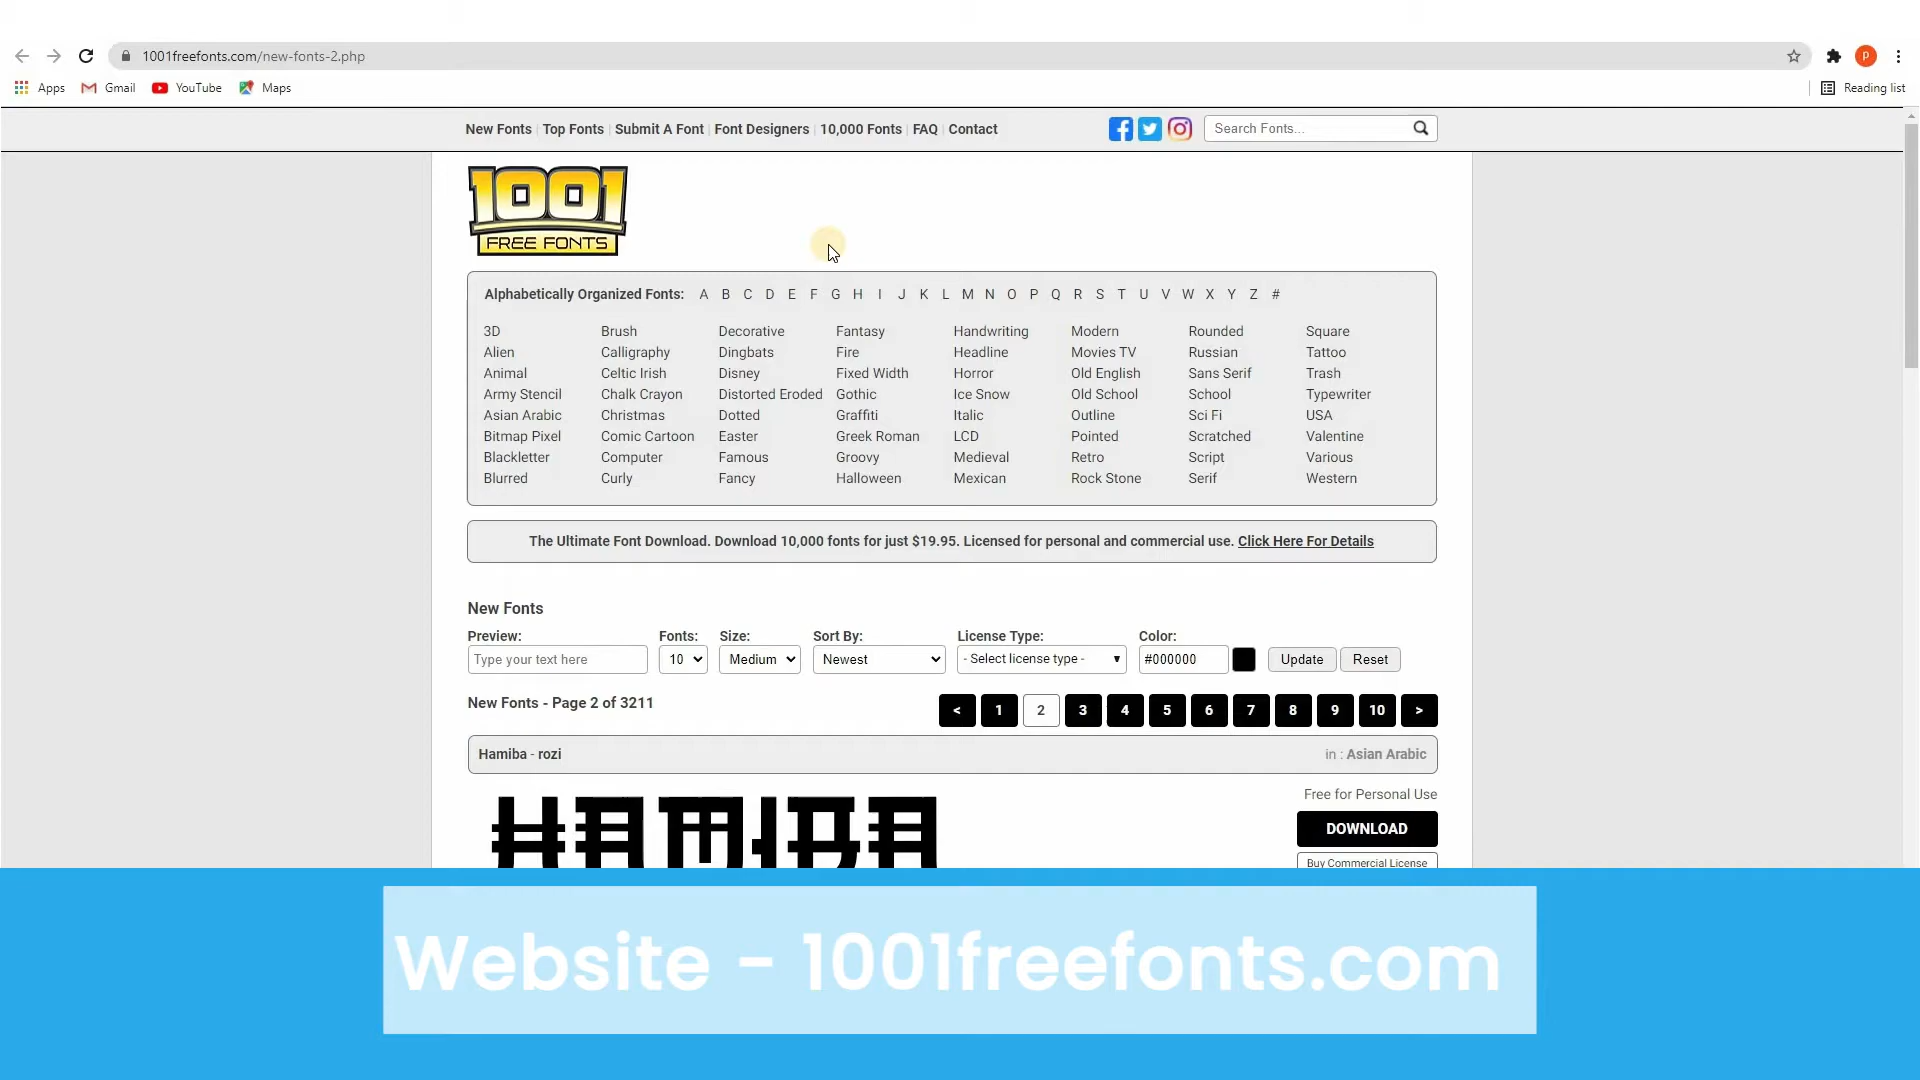 1001freefonts.com/new-fonts-2.php
P
Apps Gmail YouTube Maps Reading list
New Fonts | Top Fonts | Submit A Font | Font Designers | 10,000 Fonts | FAQ | Contact Search Fonts...
1001
FREE FONTS
Alphabetically Organized Fonts: A B C D E F G H I J K L M N O P Q R S T U V W X Y Z #
3D Brush Decorative Fantasy Handwriting Modern Rounded Square
Alien Calligraphy Dingbats Fire Headline Movies TV Russian Tattoo
Animal Celtic Irish Disney Fixed Width Horror Old English Sans Serif Trash
Army Stencil Chalk Crayon Distorted Eroded Gothic Ice Snow Old School School Typewriter
Asian Arabic Christmas Dotted Graffiti Italic Outline Sci Fi USA
Bitmap Pixel Comic Cartoon Easter Greek Roman LCD Pointed Scratched Valentine
Blackletter Computer Famous Groovy Medieval Retro Script Various
Blurred Curly Fancy Halloween Mexican Rock Stone Serif Western
The Ultimate Font Download. Download 10,000 fonts for just $19.95. Licensed for personal and commercial use. Click Here For Details
New Fonts
Preview: Fonts: Size: Sort By: License Type: Color:
Type your text here 10 Medium Newest - Select license type - #000000 Update Reset
New Fonts - Page 2 of 3211 < 1 2 3 4 5 6 7 8 9 10 >
Hamiba - rozi in : Asian Arabic
Free for Personal Use
HAMIBA DOWNLOAD
Buy Commercial License
Website - 1001freefonts.com